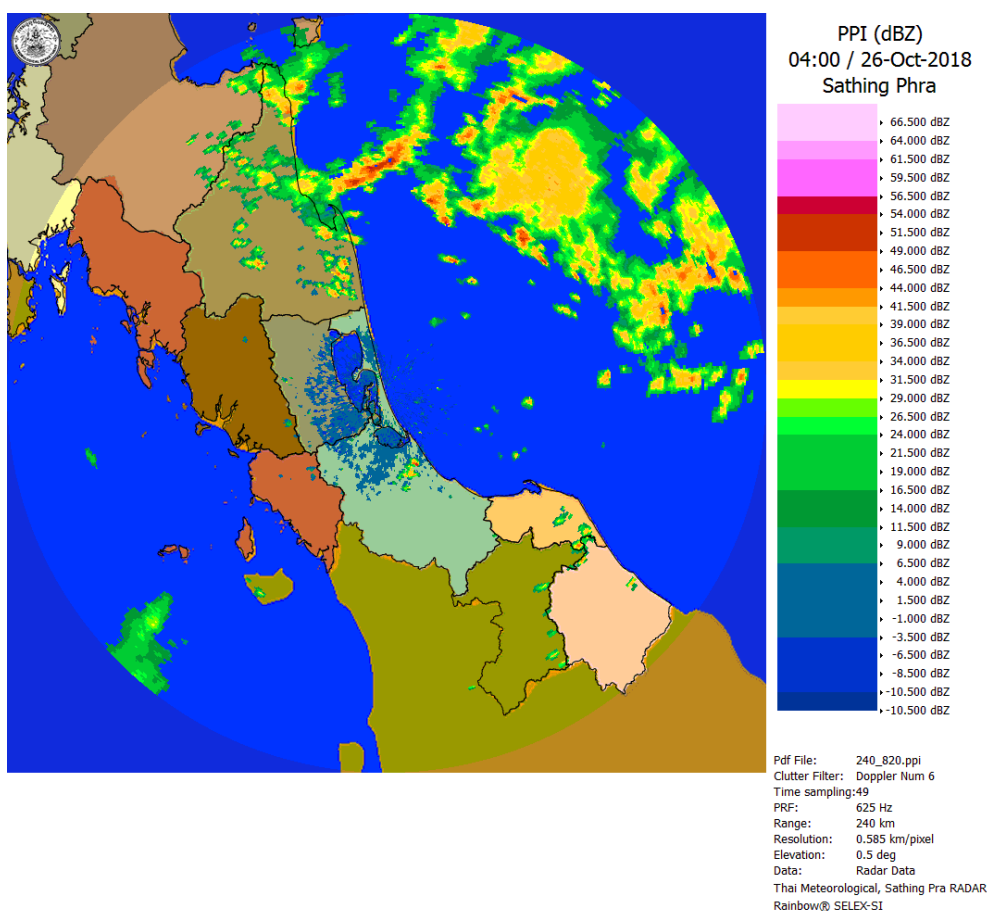 PPI (dBZ)
04:00 / 26-Oct-2018
Sathing Phra
66.500 dBZ
64.000 dBZ
61.500 dBZ
59.500 dBZ
56.500 dBZ
54.000 dBZ
51.500 dBZ
49.000 dBZ
46.500 dBZ
44.000 dBZ
41.500 dBZ
39.000 dBZ
36.500 dBZ
34.000 dBZ
31.500 dBZ
29.000 dBZ
26.500 dBZ
24.000 dBZ
21.500 dBZ
19.000 dBZ
16.500 dBZ
11.500 dBZ
9.000 dBZ
6.500 dBZ
4.000 dBZ
1.500 dBZ
-1.000 dBZ
-3.500 dBZ
-6.500 dBZ
-8.500 dBZ
-10.500 dBZ
-10.500 dBZ
Pdf File: 240_820.ppi
Clutter Filter: Doppler Num 6
Time sampling:49
PRF: 625 Hz
Range: 240 km
Resolution: 0.585 km/pixel
Elevation: 0.5 deg
Data: Radar Data
Thai Meteorological, Sathing Pra RADAR
Rainbow® SELEX-SI